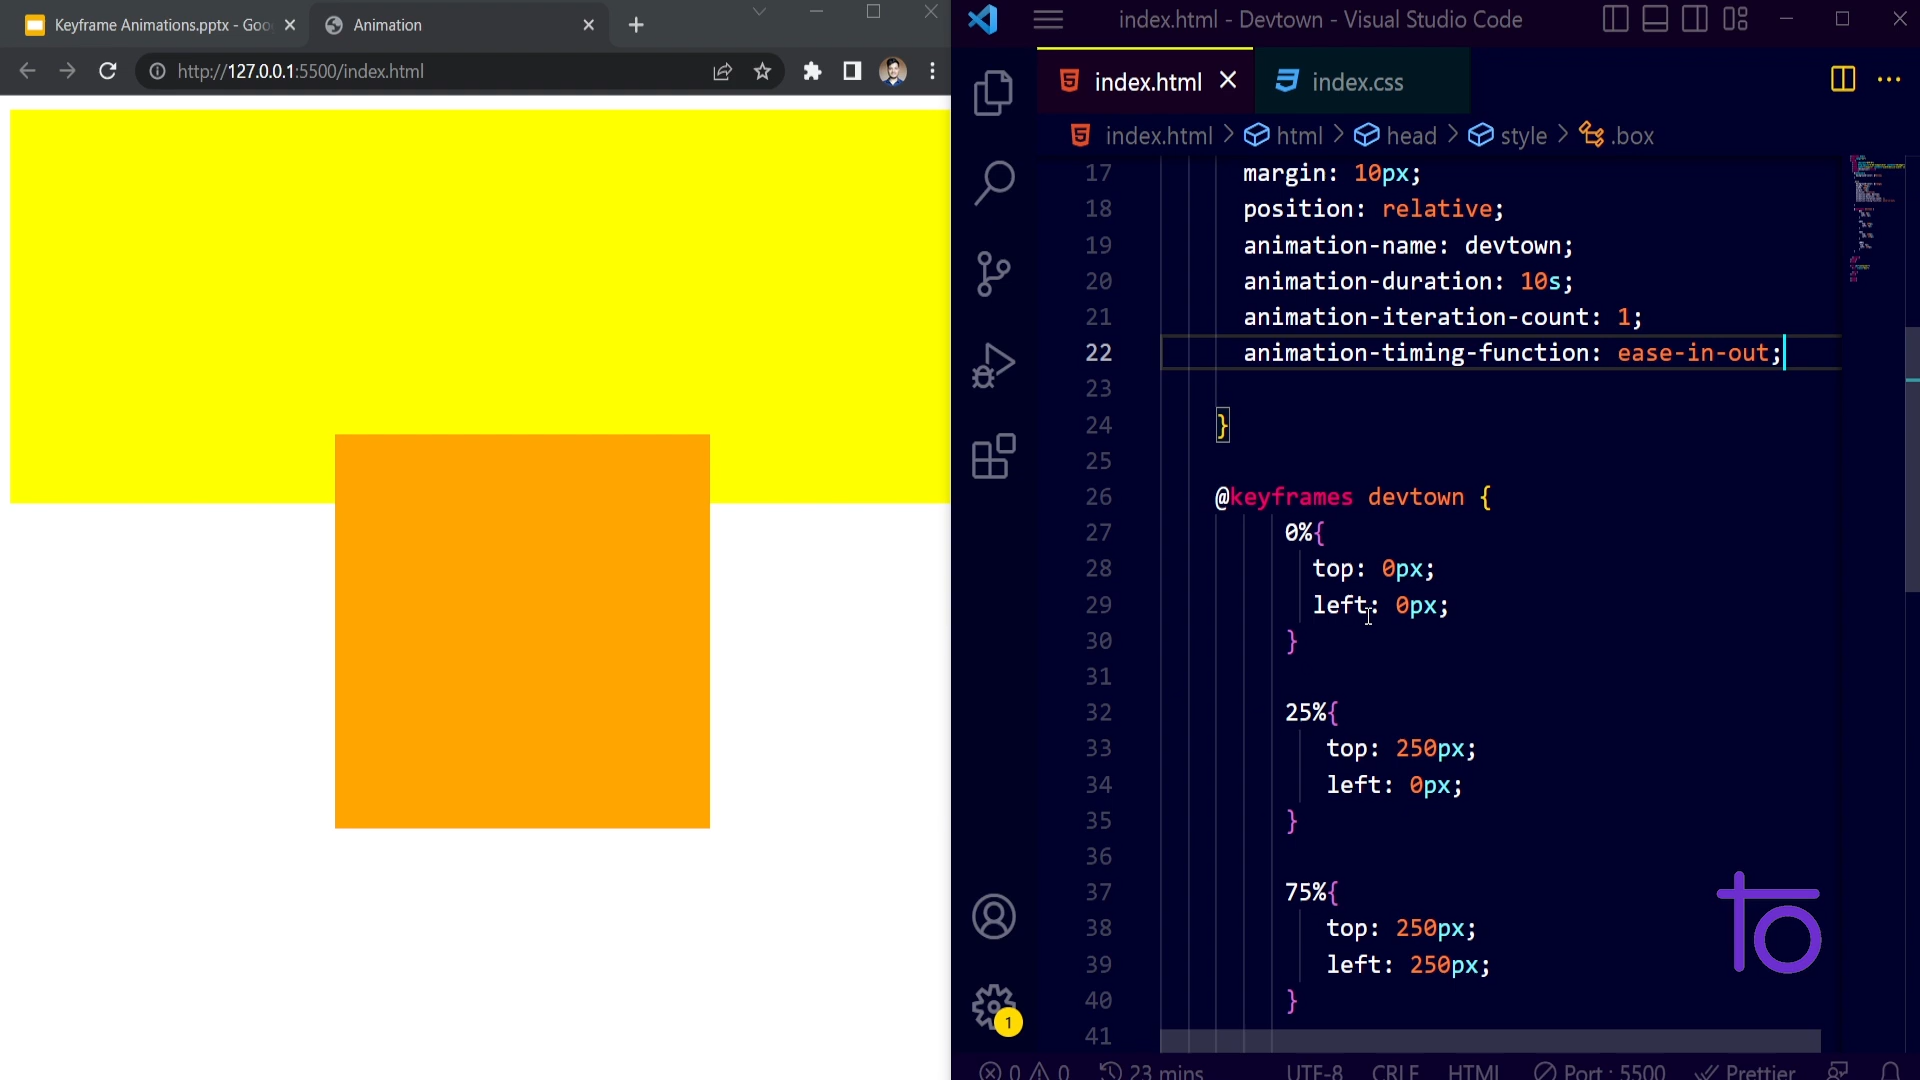 Keyframe Animations.pptx - Goo
Animation
http://127.0.0.1:5500/index.html
index.html - Devtown - Visual Studio Code
index.html
index.css
index.html > html > head > style > .box
17 margin: 10px;
18 position: relative;
19 animation-name: devtown;
20 animation-duration: 10s;
21 animation-iteration-count: 1;
22 animation-timing-function: ease-in-out;
23
24 }
25
26 @keyframes devtown {
27 0%{
28 top: 0px;
29 left: 0px;
30 }
31
32 25%{
33 top: 250px;
34 left: 0px;
35 }
36
37 75%{
38 top: 250px;
39 left: 250px;
40 }
41
1
to
0 0 23 mins UTF-8 CRLF HTML Port : 5500 Prettier